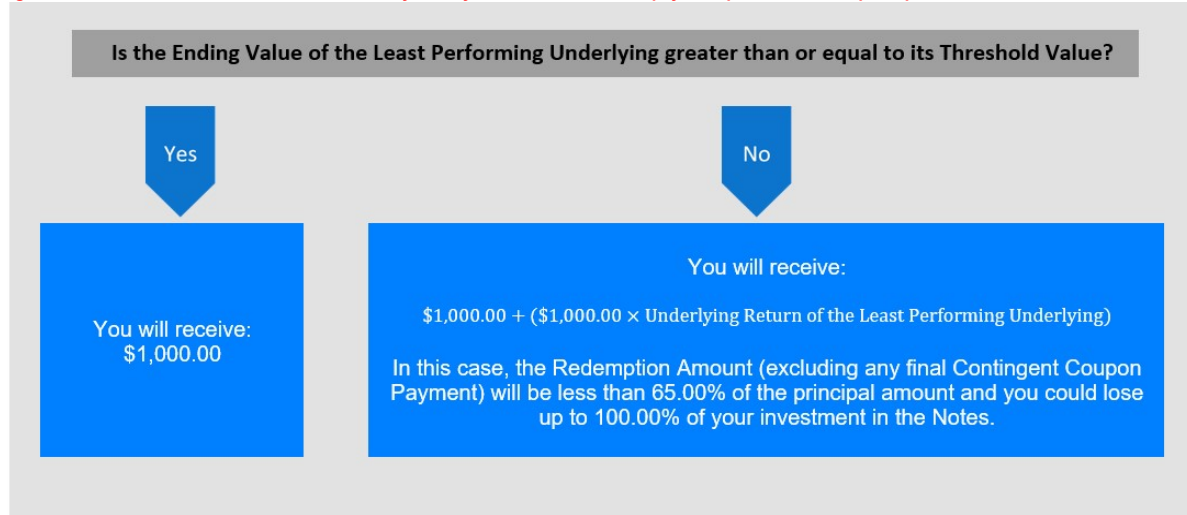 Is the Ending Value of the Least Performing Underlying greater than or equal to its Threshold Value?
Yes
No
You will receive:
$1,000.00
You will receive:
$1,000.00 + ($1,000.00 × Underlying Return of the Least Performing Underlying)
In this case, the Redemption Amount (excluding any final Contingent Coupon
Payment) will be less than 65.00% of the principal amount and you could lose
up to 100.00% of your investment in the Notes.